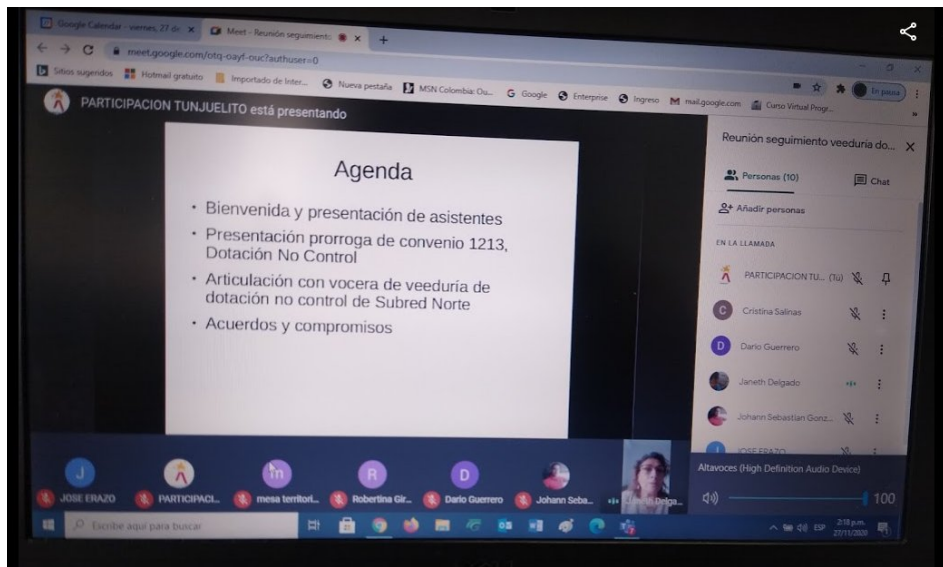 Google Calendar - viernes, 27 de
Meet - Reunión seguimiento
meet.google.com/otq-oayf-ouc?authuser=0
Sitios sugeridos
Hotmail gratuito
Importado de Inter...
Nueva pestaña
MSN Colombia: Ou...
Google
Enterprise
Ingreso
mail.google.com
Curso Virtual Progr...
En pausa
PARTICIPACION TUNJUELITO está presentando
Agenda
• Bienvenida y presentación de asistentes
• Presentación prorroga de convenio 1213,
Dotación No Control
• Articulación con vocera de veeduría de
dotación no control de Subred Norte
• Acuerdos y compromisos
Reunión seguimiento veeduría do...
Personas (10)
Chat
Añadir personas
EN LA LLAMADA
PARTICIPACION TU... (Tú)
C
Cristina Salinas
D
Dario Guerrero
Janeth Delgado
Johann Sebastian Gonz...
J
JOSE ERAZO
J
JOSE ERAZO
PARTICIPACI...
m
mesa territori...
R
Robertina Gir...
D
Dario Guerrero
Johann Seba...
Altavoces (High Definition Audio Device)
100
Escribe aquí para buscar
ESP
2:18 p.m.
27/11/2020